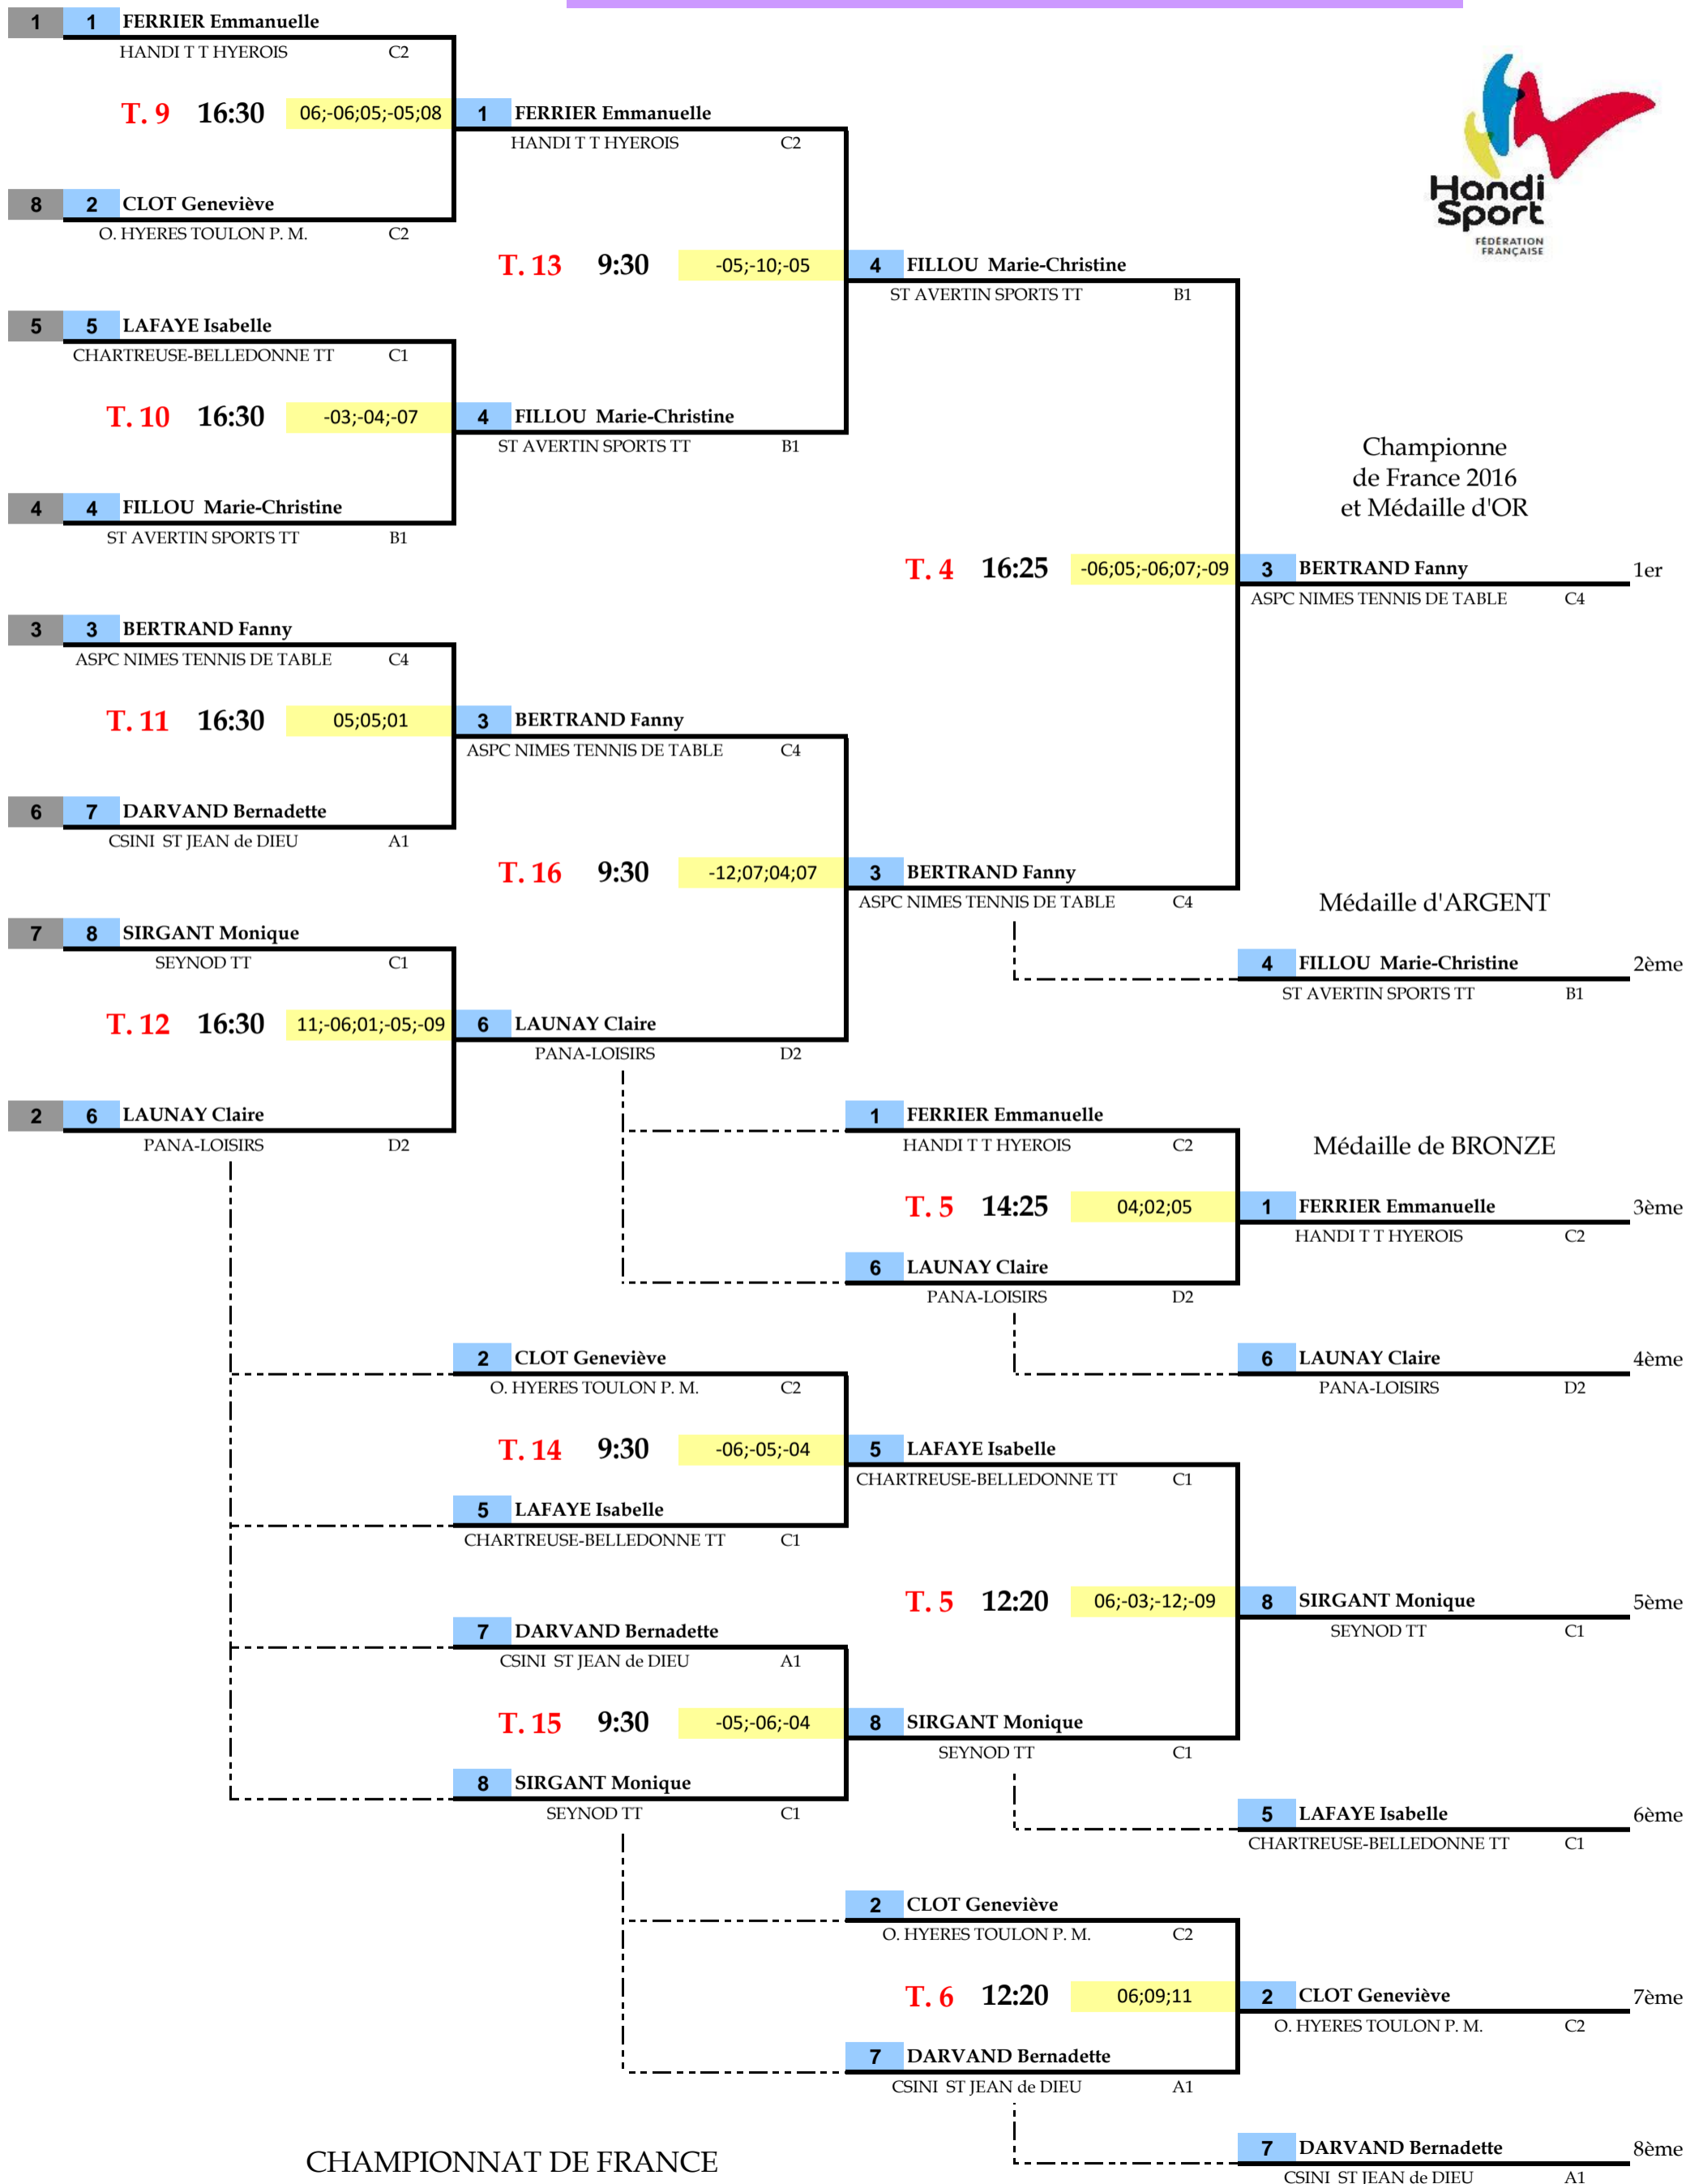 1 1 FERRIER Emmanuelle
HANDI T T HYEROIS C2
T. 9 16:30 06;-06;05;-05;08 1 FERRIER Emmanuelle
HANDI T T HYEROIS C2
Handi
Sport
FÉDÉRATION
FRANÇAISE
8 2 CLOT Geneviève
O. HYERES TOULON P. M. C2
T. 13 9:30 -05;-10;-05 4 FILLOU Marie-Christine
ST AVERTIN SPORTS TT B1
5 5 LAFAYE Isabelle
CHARTREUSE-BELLEDONNE TT C1
T. 10 16:30 -03;-04;-07 4 FILLOU Marie-Christine
ST AVERTIN SPORTS TT B1
Championne
de France 2016
et Médaille d'OR
4 4 FILLOU Marie-Christine
ST AVERTIN SPORTS TT B1
T. 4 16:25 -06;05;-06;07;-09 3 BERTRAND Fanny 1er
ASPC NIMES TENNIS DE TABLE C4
3 3 BERTRAND Fanny
ASPC NIMES TENNIS DE TABLE C4
T. 11 16:30 05;05;01 3 BERTRAND Fanny
ASPC NIMES TENNIS DE TABLE C4
6 7 DARVAND Bernadette
CSINI ST JEAN de DIEU A1
T. 16 9:30 -12;07;04;07 3 BERTRAND Fanny
ASPC NIMES TENNIS DE TABLE C4
Médaille d'ARGENT
7 8 SIRGANT Monique
SEYNOD TT C1
4 FILLOU Marie-Christine 2ème
ST AVERTIN SPORTS TT B1
T. 12 16:30 11;-06;01;-05;-09 6 LAUNAY Claire
PANA-LOISIRS D2
2 6 LAUNAY Claire
PANA-LOISIRS D2
1 FERRIER Emmanuelle
HANDI T T HYEROIS C2
Médaille de BRONZE
T. 5 14:25 04;02;05 1 FERRIER Emmanuelle 3ème
HANDI T T HYEROIS C2
6 LAUNAY Claire
PANA-LOISIRS D2
2 CLOT Geneviève
O. HYERES TOULON P. M. C2
6 LAUNAY Claire 4ème
PANA-LOISIRS D2
T. 14 9:30 -06;-05;-04 5 LAFAYE Isabelle
CHARTREUSE-BELLEDONNE TT C1
5 LAFAYE Isabelle
CHARTREUSE-BELLEDONNE TT C1
T. 5 12:20 06;-03;-12;-09 8 SIRGANT Monique 5ème
SEYNOD TT C1
7 DARVAND Bernadette
CSINI ST JEAN de DIEU A1
T. 15 9:30 -05;-06;-04 8 SIRGANT Monique
SEYNOD TT C1
8 SIRGANT Monique
SEYNOD TT C1
5 LAFAYE Isabelle 6ème
CHARTREUSE-BELLEDONNE TT C1
2 CLOT Geneviève
O. HYERES TOULON P. M. C2
T. 6 12:20 06;09;11 2 CLOT Geneviève 7ème
O. HYERES TOULON P. M. C2
7 DARVAND Bernadette
CSINI ST JEAN de DIEU A1
7 DARVAND Bernadette 8ème
CSINI ST JEAN de DIEU A1
CHAMPIONNAT DE FRANCE